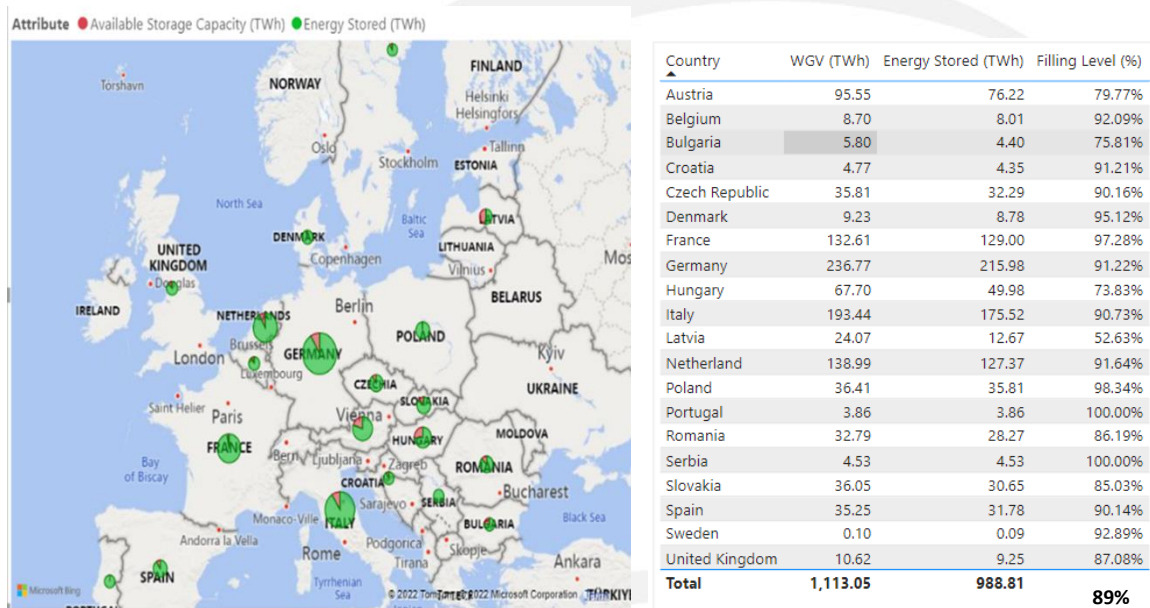 Attribute Available Storage Capacity (TWh) Energy Stored (TWh)
FINLAND
NORWAY
Tórshavn
Helsinki
Helsingfors
Oslo
Tallinn
Stockholm
ESTONIA
North Sea
Baltic
Sea
LATVIA
DENMARK
LITHUANIA
UNITED
KINGDOM
Copenhagen
Vilnius
Mos
Douglas
BELARUS
IRELAND
NETHERLANDS
Berlin
POLAND
London
Brussels
GERMANY
Kyiv
Luxembourg
CZECHIA
UKRAINE
Saint Helier
Paris
SLOVAKIA
Vienna
FRANCE
HUNGARY
MOLDOVA
Bern
Ljubljana
Zagreb
Bay
of Biscay
ROMANIA
CROATIA
Bucharest
Monaco-Ville
ITALY
Sarajevo
SERBIA
BULGARIA
Black Sea
Andorra la Vella
Rome
Podgorica
Skopje
Tirana
Ankara
SPAIN
Tyrrhenian
Sea
Microsoft Bing
© 2022 TomTom, © 2022 Microsoft Corporation
Country WGV (TWh) Energy Stored (TWh) Filling Level (%)
Austria 95.55 76.22 79.77%
Belgium 8.70 8.01 92.09%
Bulgaria 5.80 4.40 75.81%
Croatia 4.77 4.35 91.21%
Czech Republic 35.81 32.29 90.16%
Denmark 9.23 8.78 95.12%
France 132.61 129.00 97.28%
Germany 236.77 215.98 91.22%
Hungary 67.70 49.98 73.83%
Italy 193.44 175.52 90.73%
Latvia 24.07 12.67 52.63%
Netherland 138.99 127.37 91.64%
Poland 36.41 35.81 98.34%
Portugal 3.86 3.86 100.00%
Romania 32.79 28.27 86.19%
Serbia 4.53 4.53 100.00%
Slovakia 36.05 30.65 85.03%
Spain 35.25 31.78 90.14%
Sweden 0.10 0.09 92.89%
United Kingdom 10.62 9.25 87.08%
Total 1,113.05 988.81
89%